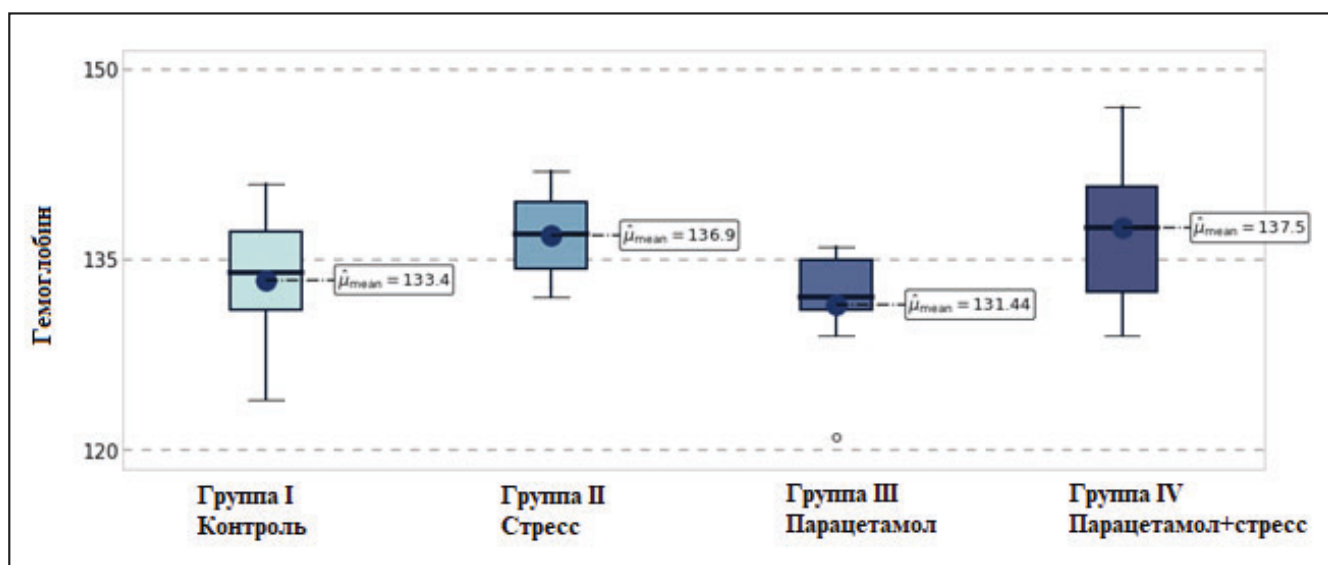 150
135
120
Гемоглобин
μ̂mean = 133.4
μ̂mean = 136.9
μ̂mean = 131.44
μ̂mean = 137.5
Группа I
Контроль
Группа II
Стресс
Группа III
Парацетамол
Группа IV
Парацетамол+стресс